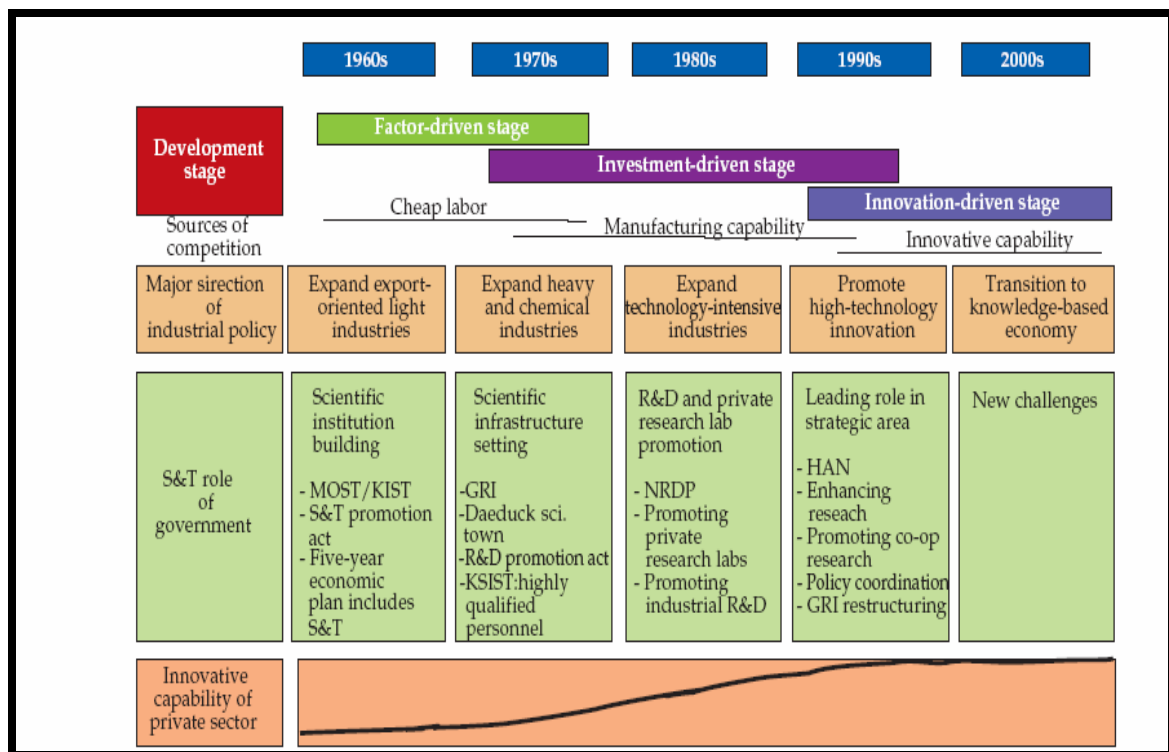 1960s
1970s
1980s
1990s
2000s
Development
stage
Factor-driven stage
Investment-driven stage
Innovation-driven stage
Sources of
competition
Cheap labor
Manufacturing capability
Innovative capability
Major sirection
of
industrial policy
Expand export-
oriented light
industries
Expand heavy
and chemical
industries
Expand
technology-intensive
industries
Promote
high-technology
innovation
Transition to
knowledge-based
economy
S&T role
of
government
Scientific
institution
building
- MOST/KIST
- S&T promotion
act
- Five-year
economic
plan includes
S&T
Scientific
infrastructure
setting
-GRI
-Daeduck sci.
town
-R&D promotion act
-KSIST:highly
qualified
personnel
R&D and private
research lab
promotion
- NRDP
- Promoting
private
research labs
- Promoting
industrial R&D
Leading role in
strategic area
- HAN
- Enhancing
reseach
- Promoting co-op
research
- Policy coordination
- GRI restructuring
New challenges
Innovative
capability of
private sector